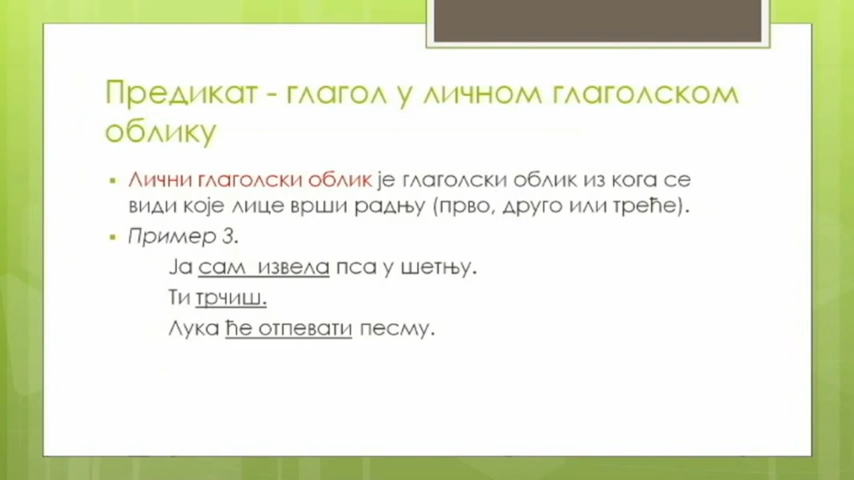 Предикат - глагол у личном глаголском
облику
Лични глаголски облик је глаголски облик из кога се
види које лице врши радњу (прво, друго или треће).
Пример 3.
Ја сам извела пса у шетњу.
Ти трчиш.
Лука ће отпевати песму.